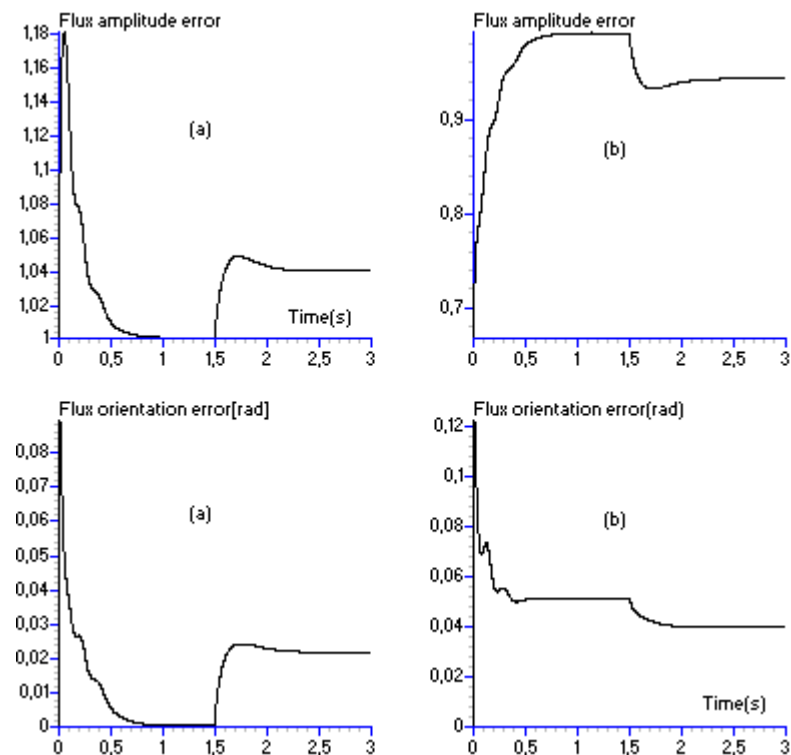 Flux amplitude error
1,18
1,16
1,14
1,12
1,1
1,08
1,06
1,04
1,02
1
(a)
Time(s)
0 0,5 1 1,5 2 2,5 3
Flux amplitude error
0,9
0,8
0,7
(b)
0 0,5 1 1,5 2 2,5 3
Flux orientation error[rad]
0,08
0,07
0,06
0,05
0,04
0,03
0,02
0,01
0
(a)
0 0,5 1 1,5 2 2,5 3
Flux orientation error(rad)
0,12
0,1
0,08
0,06
0,04
0,02
0
(b)
Time(s)
0 0,5 1 1,5 2 2,5 3